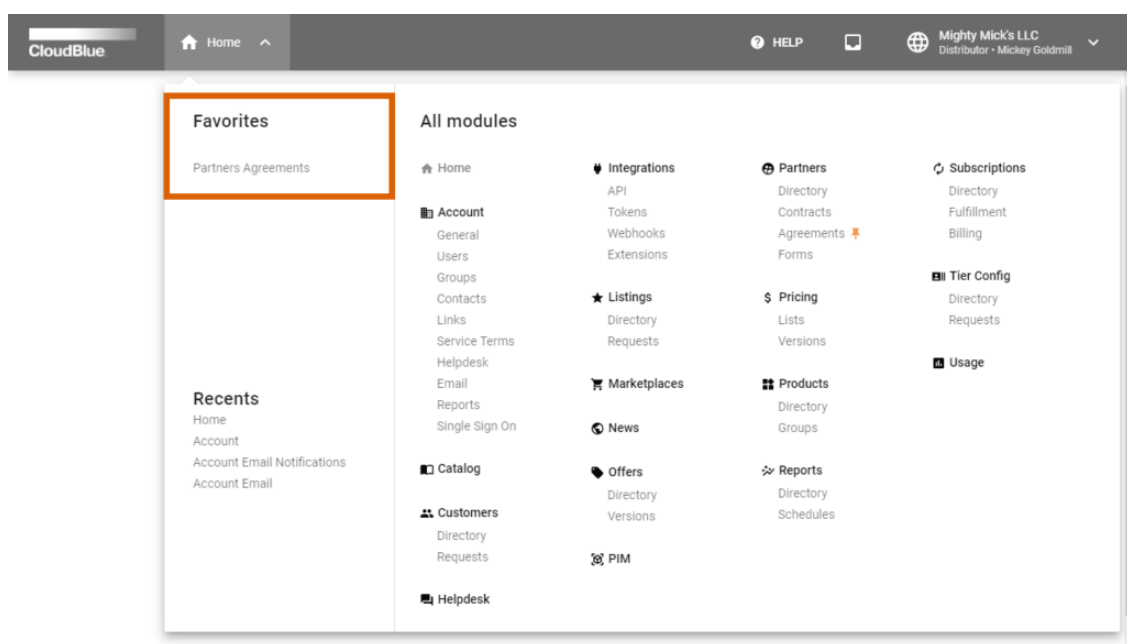 CloudBlue
Home
HELP
Mighty Mick's LLC
Distributor • Mickey Goldmill
Favorites
Partners Agreements
Recents
Home
Account
Account Email Notifications
Account Email
All modules
Home
Account
General
Users
Groups
Contacts
Links
Service Terms
Helpdesk
Email
Reports
Single Sign On
Catalog
Customers
Directory
Requests
Helpdesk
Integrations
API
Tokens
Webhooks
Extensions
Listings
Directory
Requests
Marketplaces
News
Offers
Directory
Versions
PIM
Partners
Directory
Contracts
Agreements
Forms
$ Pricing
Lists
Versions
Products
Directory
Groups
Reports
Directory
Schedules
Subscriptions
Directory
Fulfillment
Billing
Tier Config
Directory
Requests
Usage